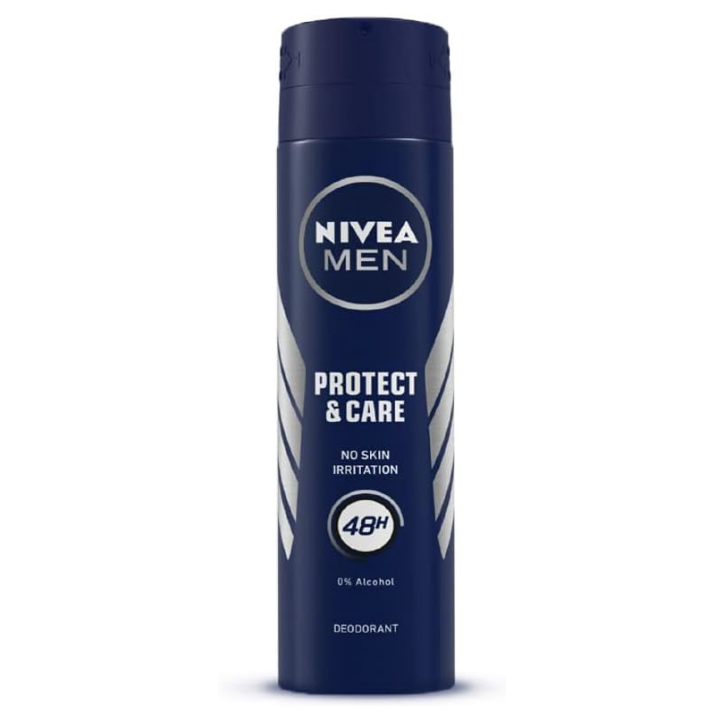 NIVEA
MEN
PROTECT
& CARE
NO SKIN
IRRITATION
48H
0% Alcohol
DEODORANT